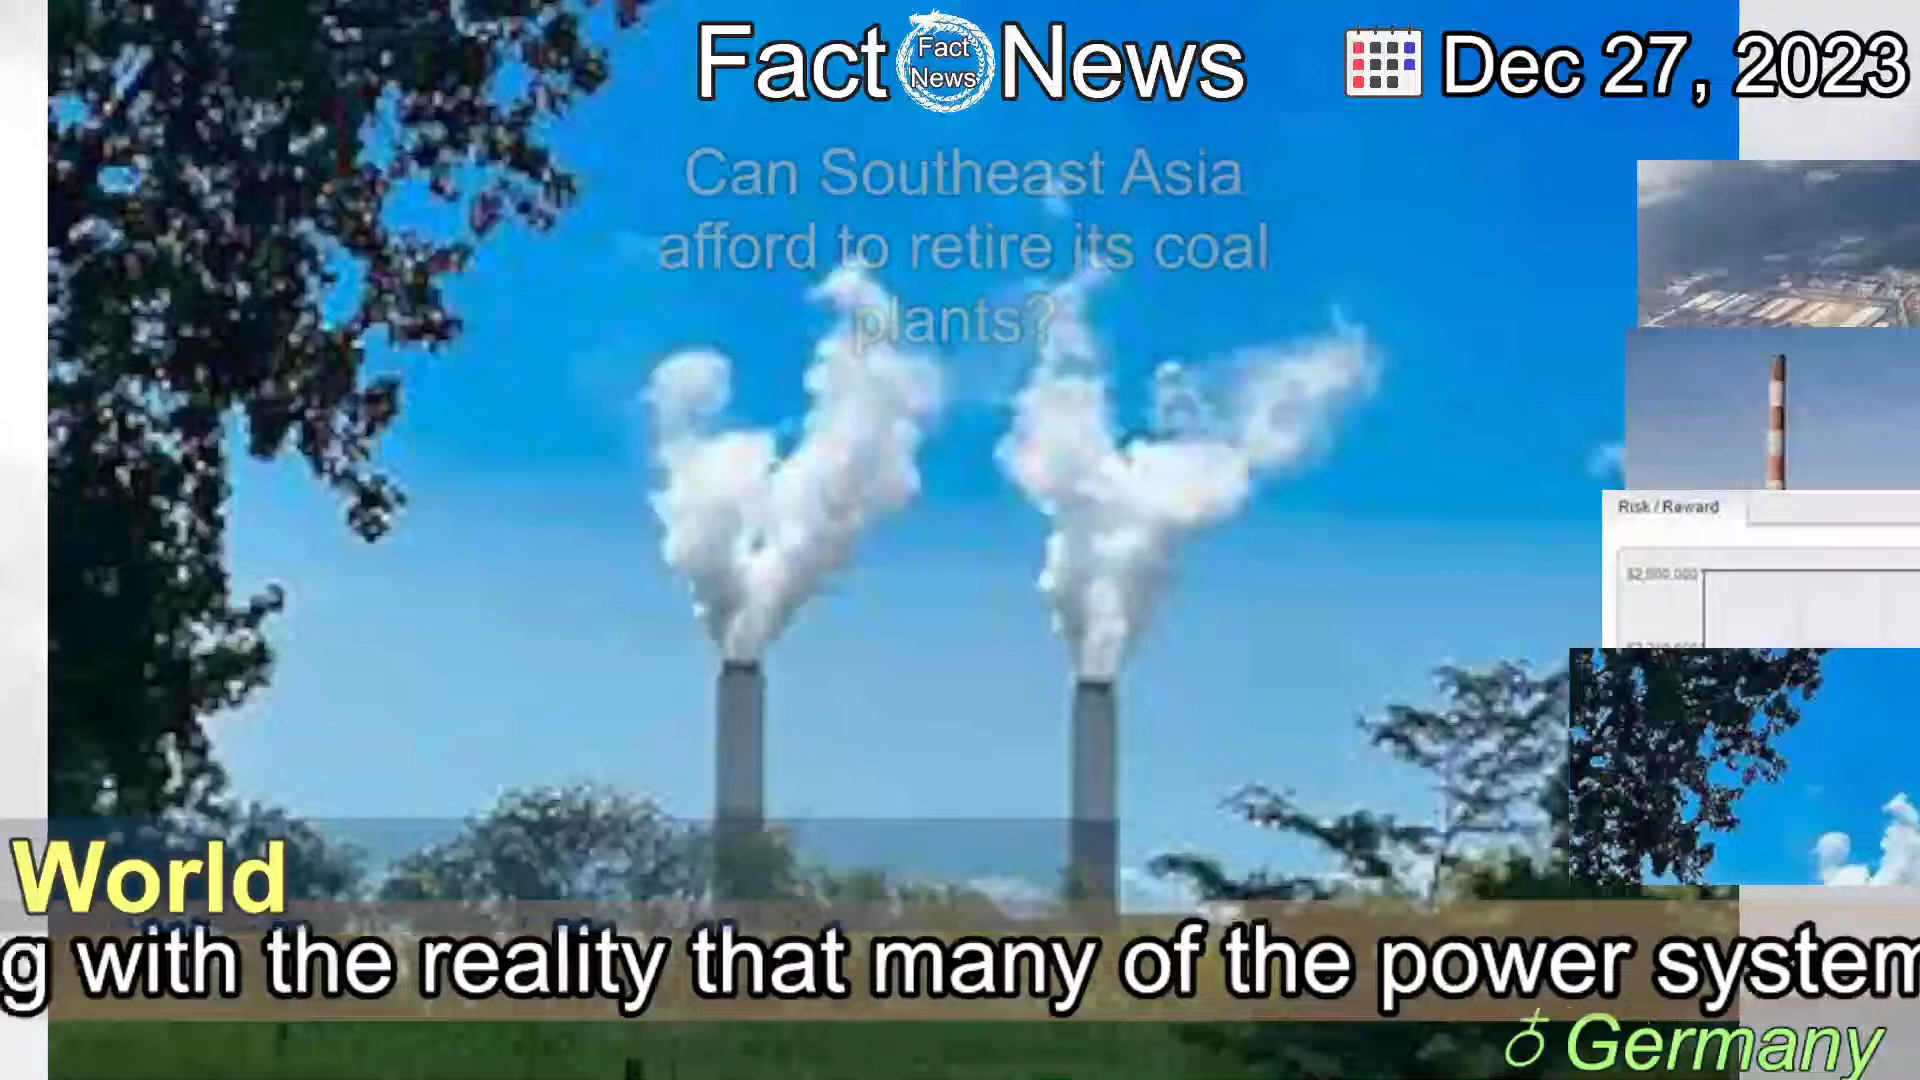 Fact News
Fact
News
Dec 27, 2023
Can Southeast Asia
afford to retire its coal
plants?
Risk / Reward
World
g with the reality that many of the power system
Germany